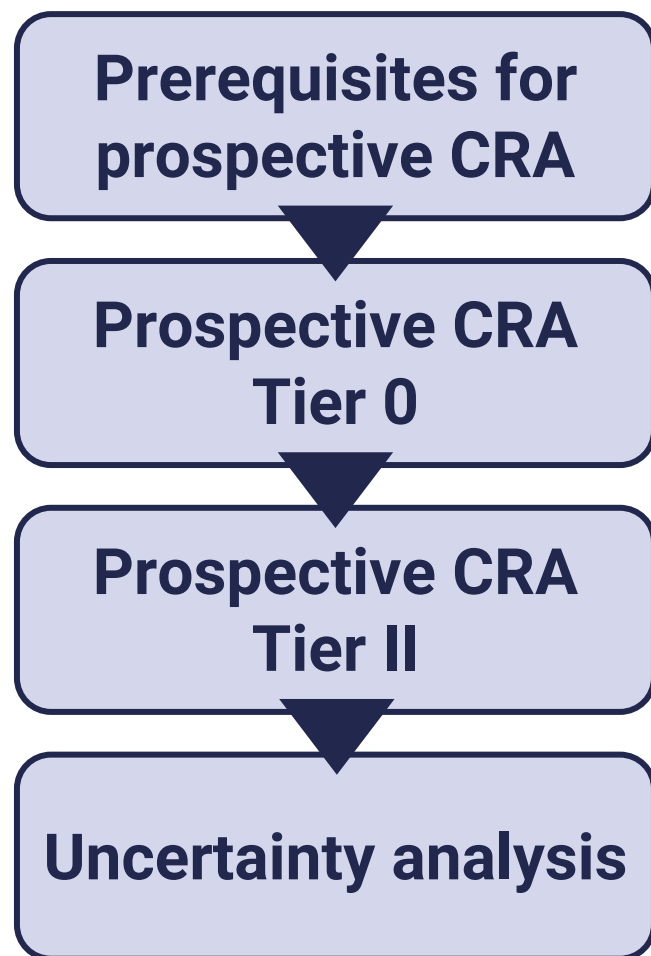 Prerequisites for
prospective CRA
Prospective CRA
Tier 0
Prospective CRA
Tier II
Uncertainty analysis